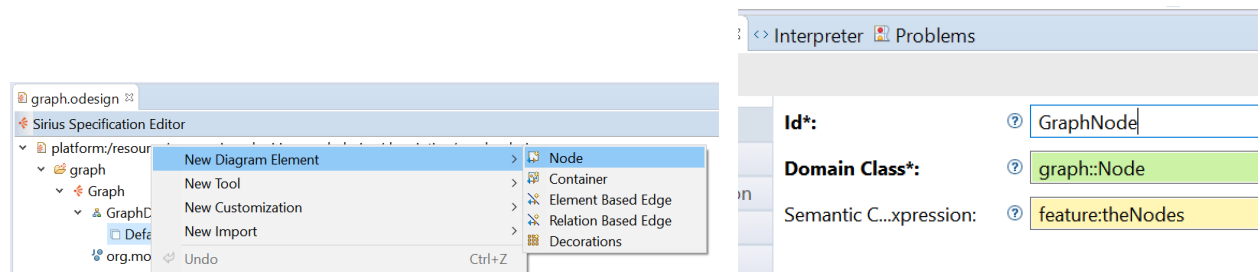 graph.odesign
Sirius Specification Editor
platform:/resour
graph
Graph
GraphD
Defa
org.mo
New Diagram Element
New Tool
New Customization
New Import
Undo Ctrl+Z
Node
Container
Element Based Edge
Relation Based Edge
Decorations
Interpreter Problems
Id*: GraphNode
Domain Class*: graph::Node
on
Semantic C...xpression: feature:theNodes